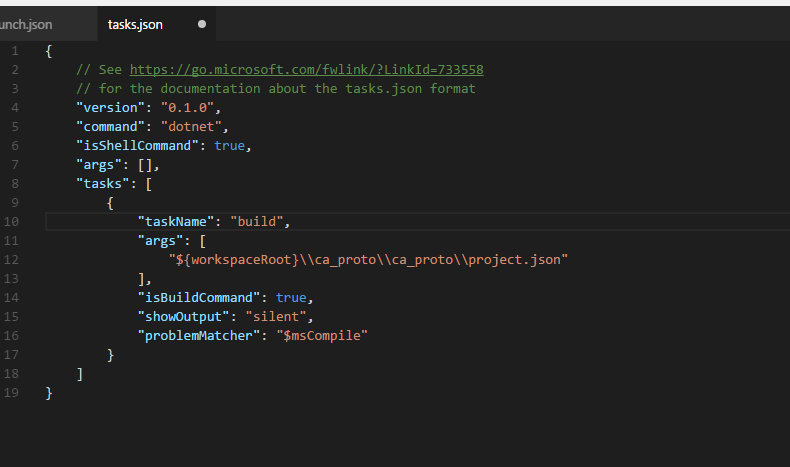 unch.json tasks.json
1 {
2 // See https://go.microsoft.com/fwlink/?LinkId=733558
3 // for the documentation about the tasks.json format
4 "version": "0.1.0",
5 "command": "dotnet",
6 "isShellCommand": true,
7 "args": [],
8 "tasks": [
9 {
10 "taskName": "build",
11 "args": [
12 "${workspaceRoot}\\ca_proto\\ca_proto\\project.json"
13 ],
14 "isBuildCommand": true,
15 "showOutput": "silent",
16 "problemMatcher": "$msCompile"
17 }
18 ]
19 }